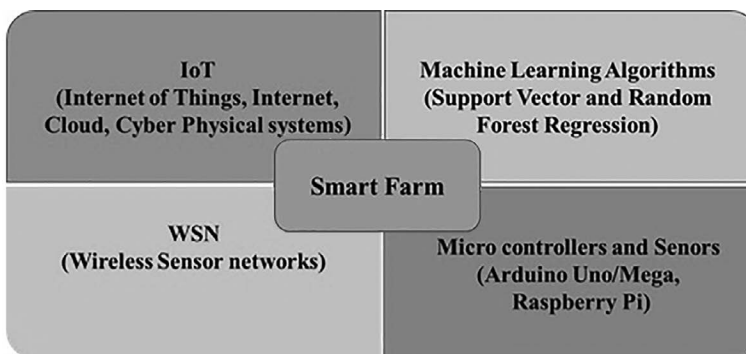 IoT
(Internet of Things, Internet,
Cloud, Cyber Physical systems)
Machine Learning Algorithms
(Support Vector and Random
Forest Regression)
Smart Farm
WSN
(Wireless Sensor networks)
Micro controllers and Senors
(Arduino Uno/Mega,
Raspberry Pi)